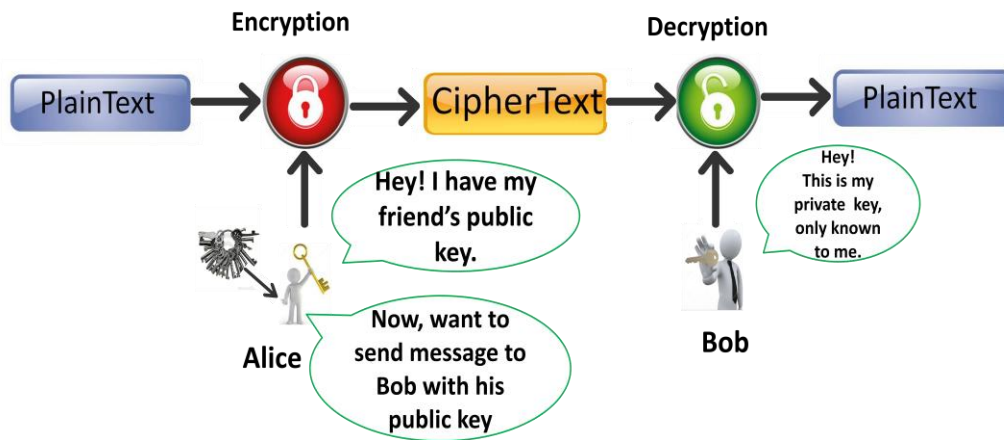 Encryption
Decryption
PlainText
CipherText
PlainText
Hey! I have my
friend's public
key.
Hey!
This is my
private key,
only known
to me.
Alice
Now, want to
send message to
Bob with his
public key
Bob